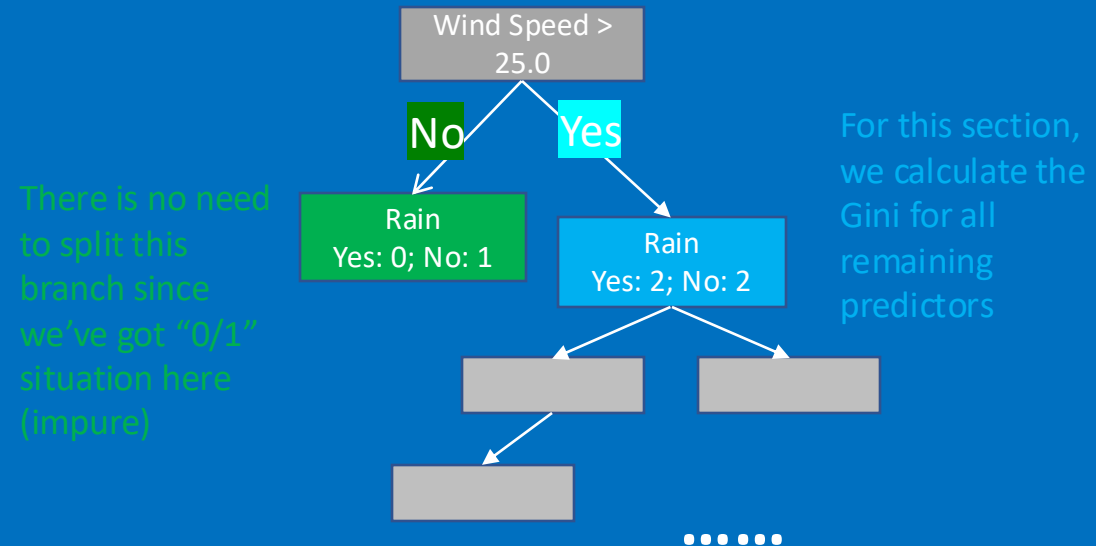 Wind Speed >
25.0
No
Yes
There is no need
to split this
branch since
we've got “0/1”
situation here
(impure)
Rain
Yes: 0; No: 1
Rain
Yes: 2; No: 2
For this section,
we calculate the
Gini for all
remaining
predictors
……